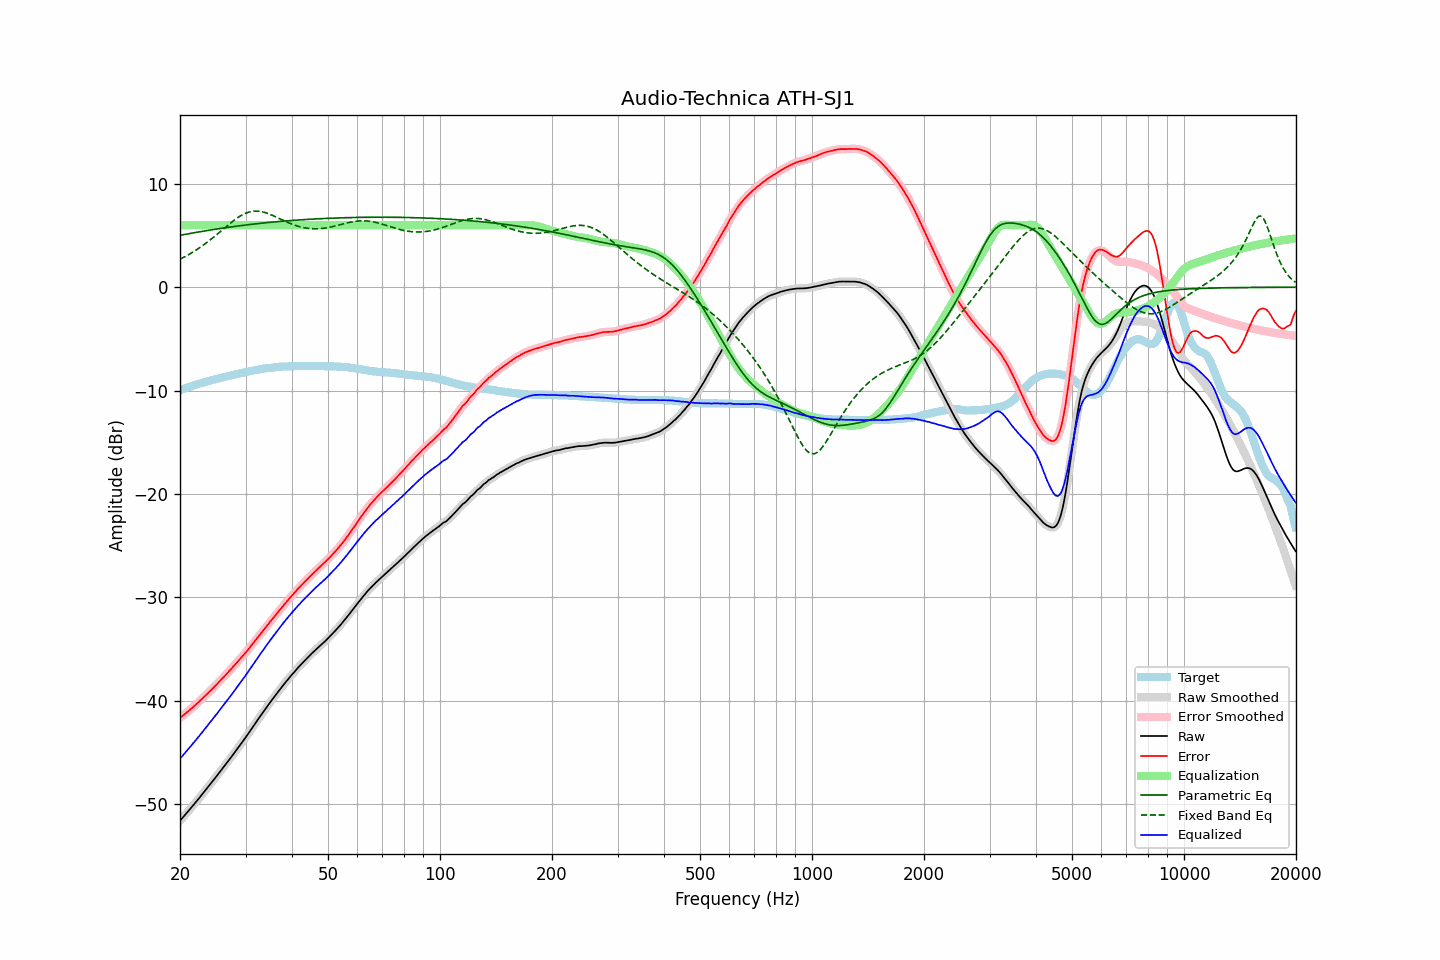 Audio-Technica ATH-SJ1
Amplitude (dBr)
10
0
−10
−20
−30
−40
−50
20 50 100 200 500 1000 2000 5000 10000 20000
Frequency (Hz)
Target
Raw Smoothed
Error Smoothed
Raw
Error
Equalization
Parametric Eq
Fixed Band Eq
Equalized